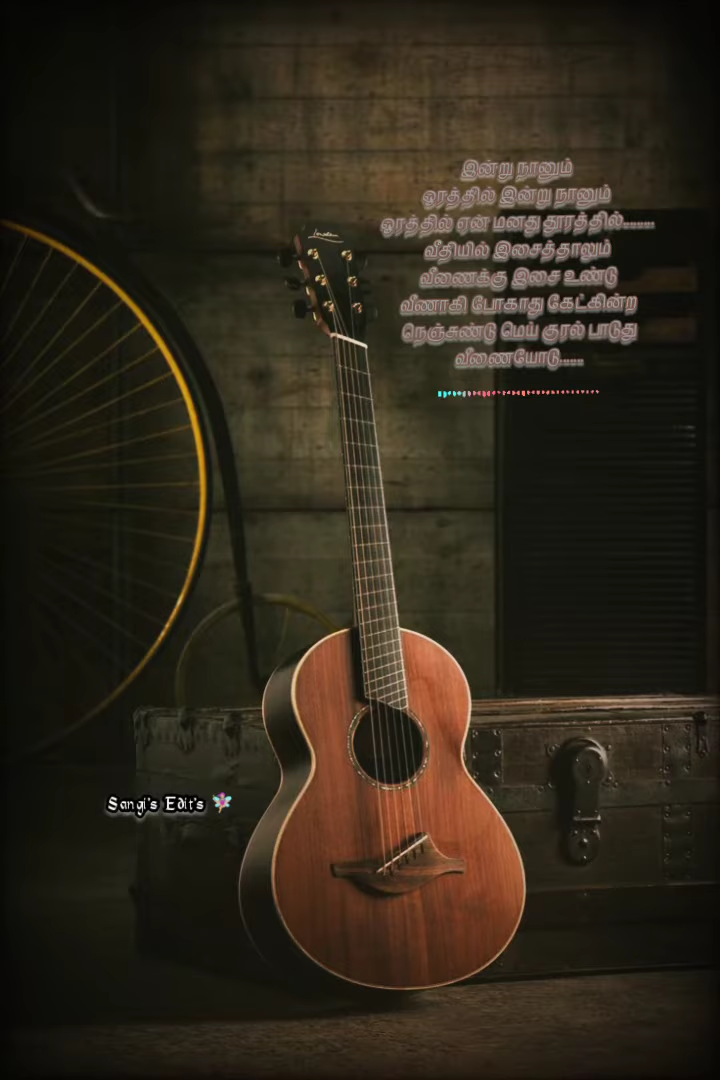 இன்று நானும்
ஓரத்தில் இன்று நானும்
ஓரத்தில் ஏன் மனது தூரத்தில்.......
வீதியில் இசைத்தாலும்
வீணைக்கு இசை உண்டு
வீணாகி போகாது கேட்கின்ற
நெஞ்சுண்டு மெய் குரல் பாடுது
வீணையோடு.....
Sangi's Edit's